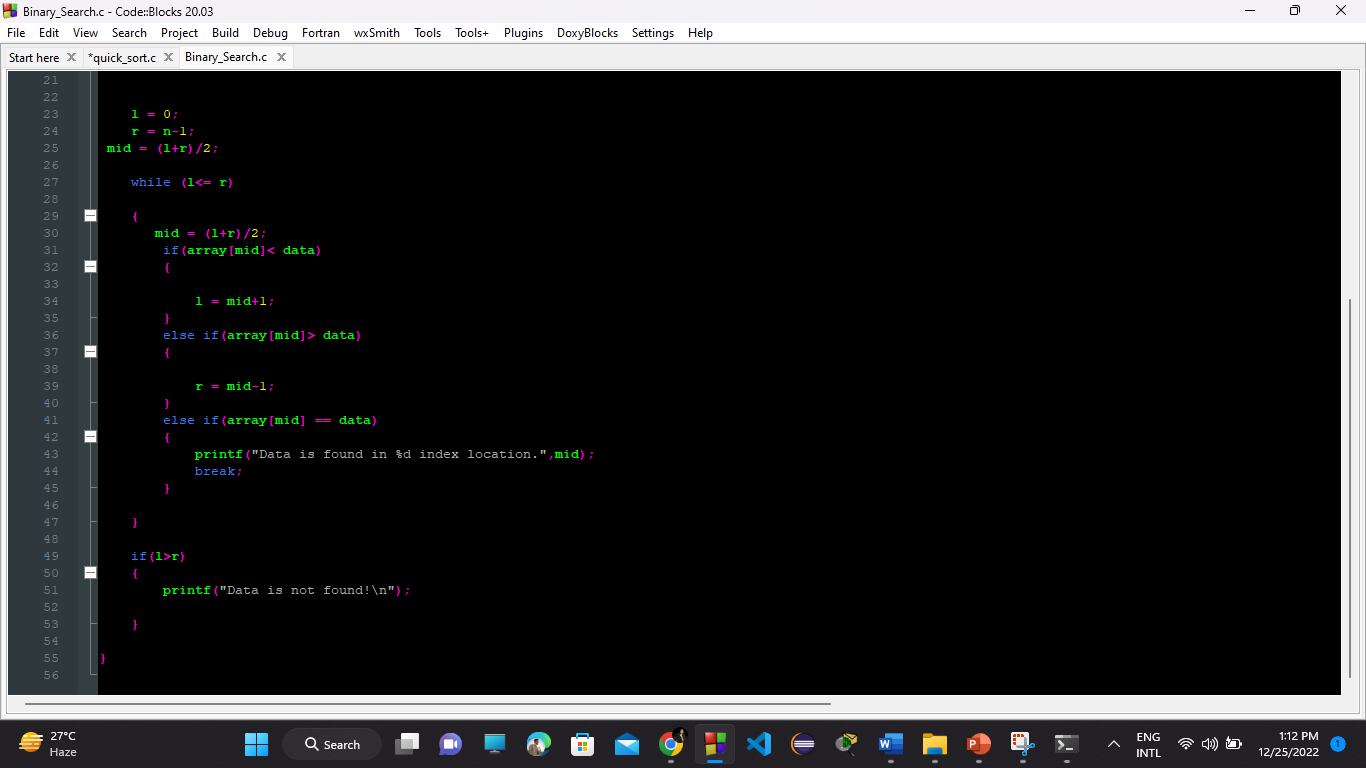 Binary_Search.c - Code::Blocks 20.03
File Edit View Search Project Build Debug Fortran wxSmith Tools Tools+ Plugins DoxyBlocks Settings Help
Start here *quick_sort.c Binary_Search.c
21
22
23 l = 0;
24 r = n-1;
25 mid = (l+r)/2;
26
27 while (l<= r)
28
29 {
30 mid = (l+r)/2;
31 if(array[mid]< data)
32 {
33
34 l = mid+1;
35 }
36 else if(array[mid]> data)
37 {
38
39 r = mid-1;
40 }
41 else if(array[mid] == data)
42 {
43 printf("Data is found in %d index location.",mid);
44 break;
45 }
46
47 }
48
49 if(l>r)
50 {
51 printf("Data is not found!\n");
52
53 }
54
55 }
56
27°C
Haze
Search
ENG
INTL
1:12 PM
12/25/2022
1